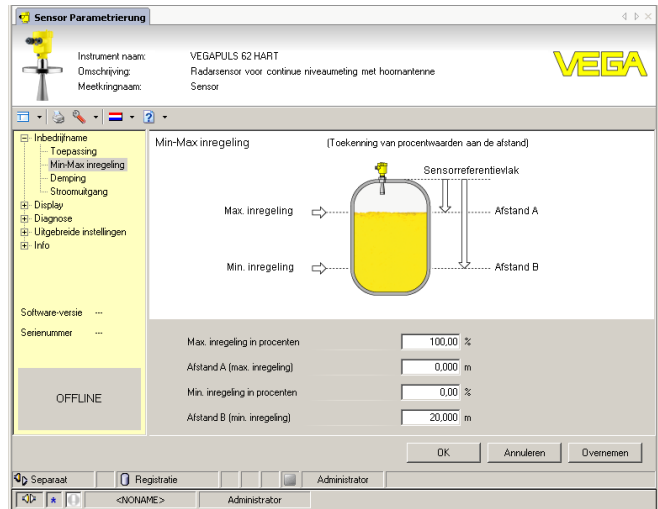 Sensor Parametrierung
Instrument naam: VEGAPULS 62 HART
Omschrijving: Radarsensor voor continue niveaumeting met hoornantenne
Meetkringnaam: Sensor
VEGA
Inbedrijfname
Toepassing
Min-Max inregeling
Demping
Stroomuitgang
Display
Diagnose
Uitgebreide instellingen
Info
Software-versie ---
Serienummer ---
OFFLINE
Min-Max inregeling (Toekenning van procentwaarden aan de afstand)
Sensorreferentievlak
Max. inregeling Afstand A
Min. inregeling Afstand B
Max. inregeling in procenten 100,00 %
Afstand A (max. inregeling) 0,000 m
Min. inregeling in procenten 0,00 %
Afstand B (min. inregeling) 20,000 m
OK Annuleren Overnemen
Separaat Registratie Administrator
<NONAME> Administrator